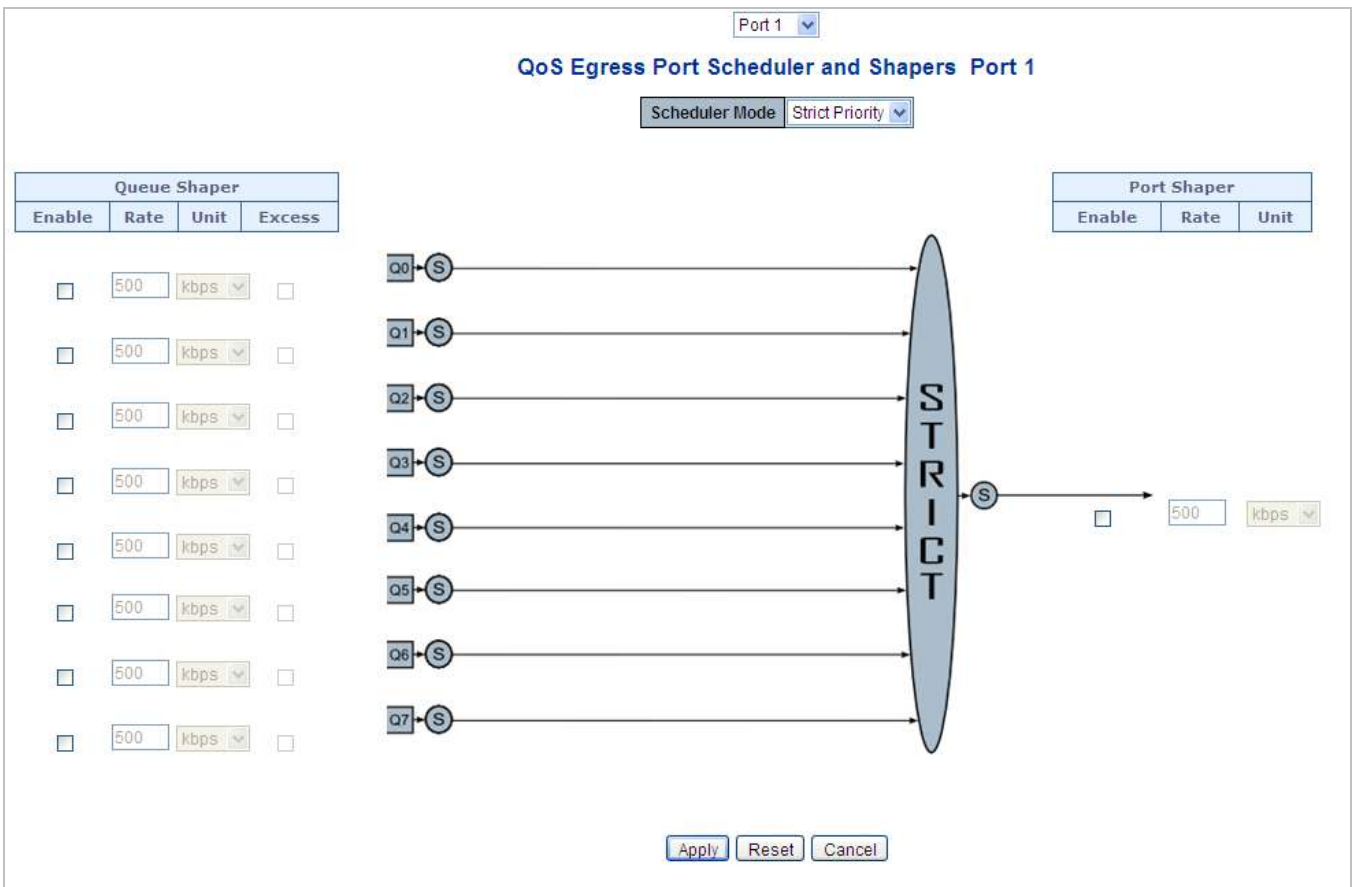 Port 1
QoS Egress Port Scheduler and Shapers Port 1
Scheduler Mode Strict Priority
Queue Shaper
Enable Rate Unit Excess
Port Shaper
Enable Rate Unit
500 kbps
Q0 S
500 kbps
Q1 S
500 kbps
Q2 S
500 kbps
Q3 S
500 kbps
Q4 S
500 kbps
Q5 S
500 kbps
Q6 S
500 kbps
Q7 S
STRICT
S
500 kbps
Apply Reset Cancel